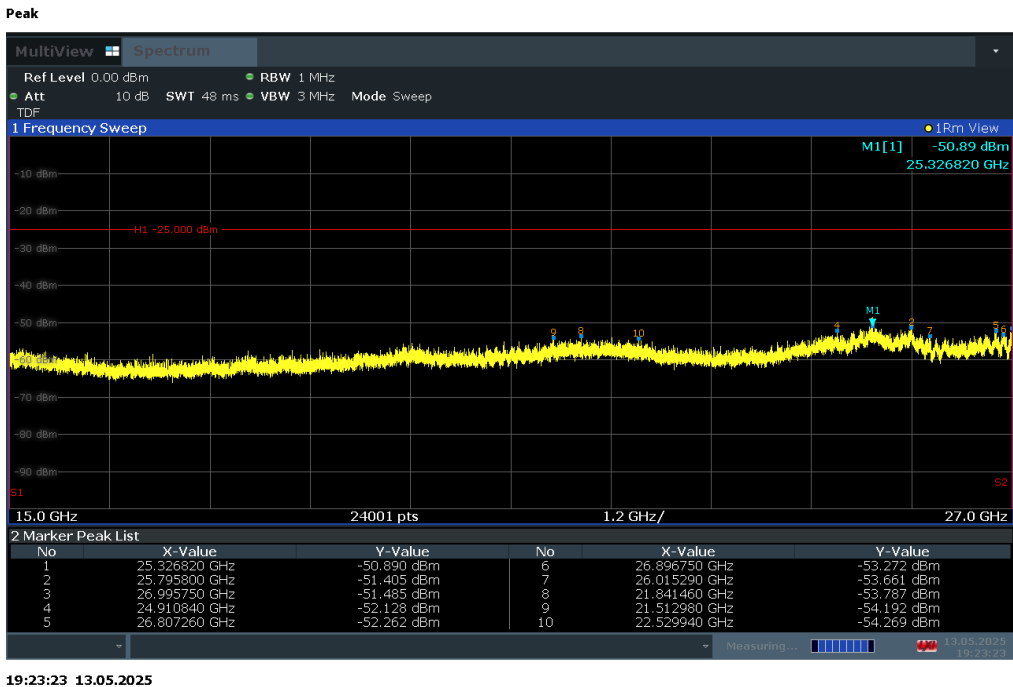 Peak
MultiView Spectrum
Ref Level 0.00 dBm RBW 1 MHz
Att 10 dB SWT 48 ms VBW 3 MHz Mode Sweep
TDF
1 Frequency Sweep 1Rm View
M1[1] -50.89 dBm
25.326820 GHz
-10 dBm
-20 dBm
H1 -25.000 dBm
-30 dBm
-40 dBm
M1
-50 dBm
9 8 10 4 2 7 5 6
-60 dBm
-70 dBm
-80 dBm
-90 dBm
S1 S2
15.0 GHz 24001 pts 1.2 GHz/ 27.0 GHz
2 Marker Peak List
No X-Value Y-Value No X-Value Y-Value
1 25.326820 GHz -50.890 dBm 6 26.896750 GHz -53.272 dBm
2 25.795800 GHz -51.405 dBm 7 26.015290 GHz -53.661 dBm
3 26.995750 GHz -51.485 dBm 8 21.841460 GHz -53.787 dBm
4 24.910840 GHz -52.128 dBm 9 21.512980 GHz -54.192 dBm
5 26.807260 GHz -52.262 dBm 10 22.529940 GHz -54.269 dBm
Measuring... 13.05.2025
19:23:23
19:23:23 13.05.2025